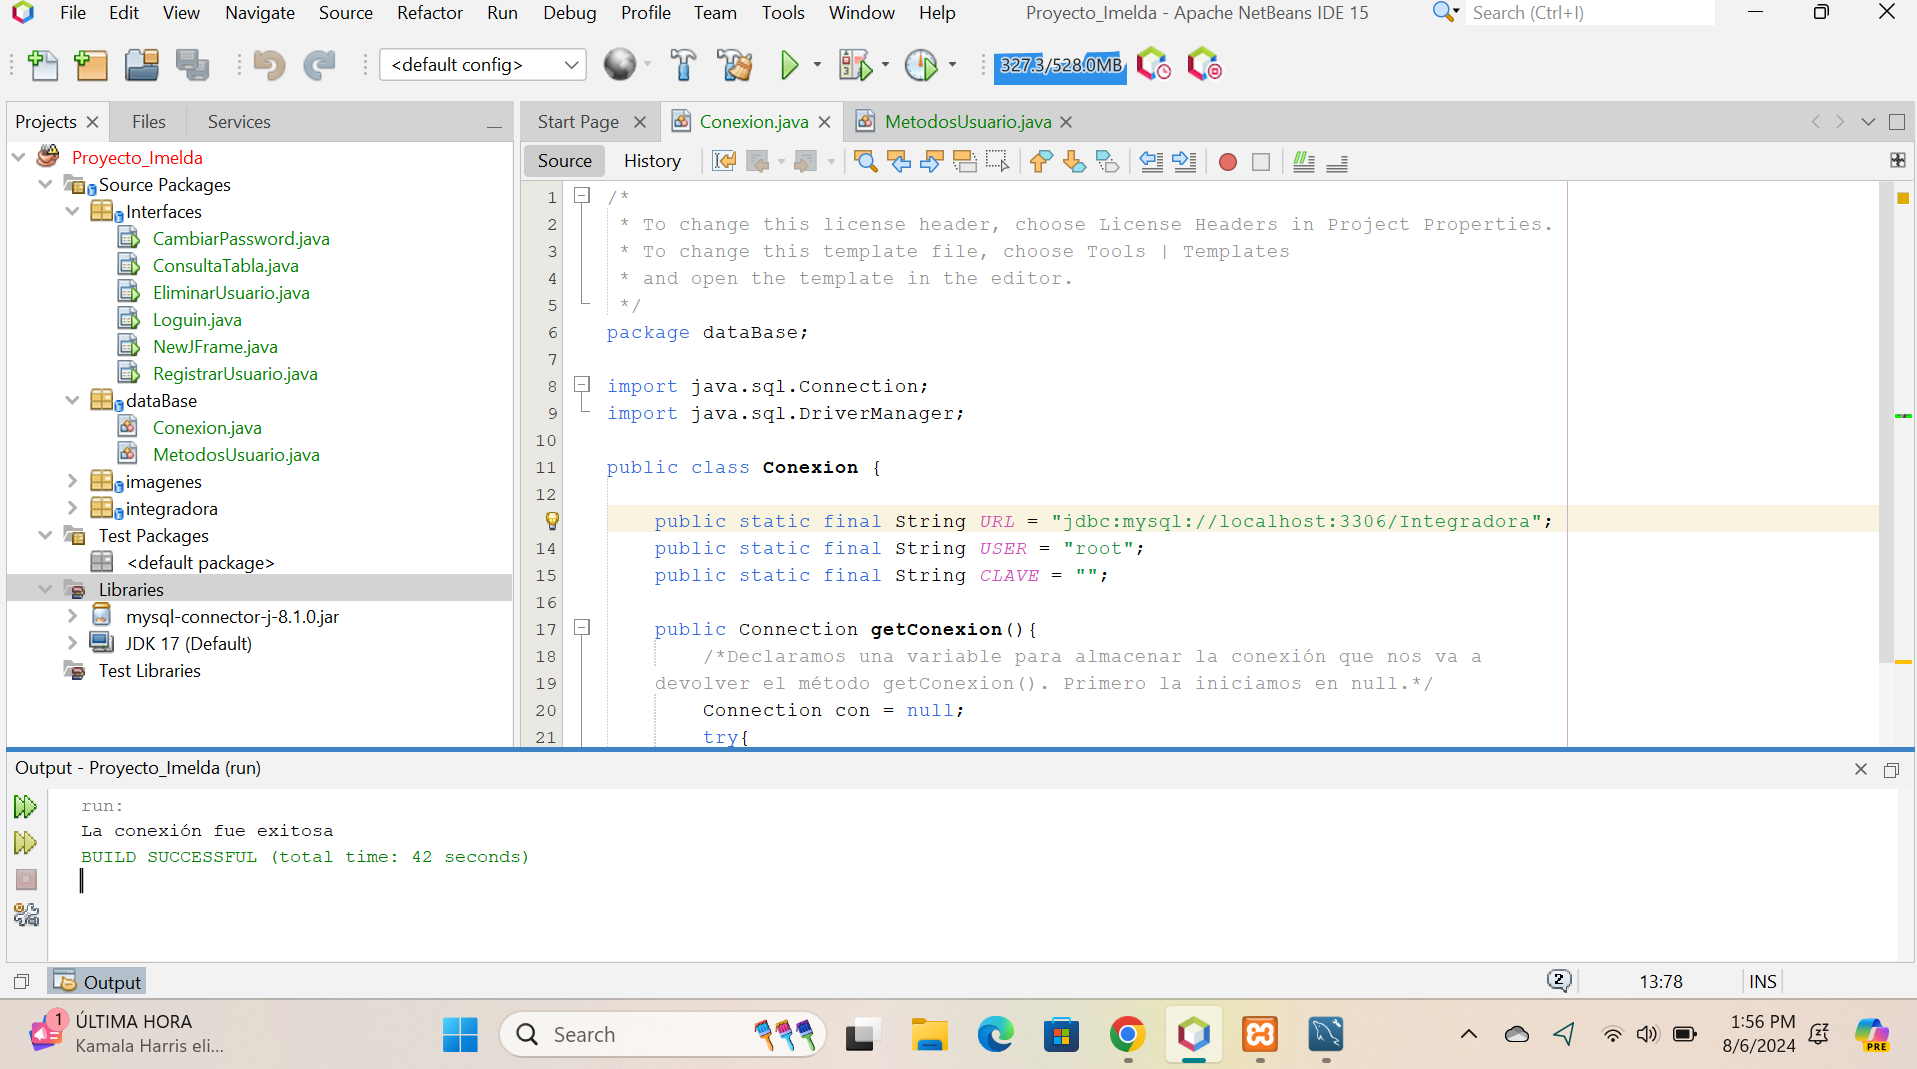 File Edit View Navigate Source Refactor Run Debug Profile Team Tools Window Help Proyecto_Imelda - Apache NetBeans IDE 15 Search (Ctrl+I)
<default config> 327.3/528.0MB
Projects Files Services
Start Page Conexion.java MetodosUsuario.java
Source History
Proyecto_Imelda
Source Packages
Interfaces
CambiarPassword.java
ConsultaTabla.java
EliminarUsuario.java
Loguin.java
NewJFrame.java
RegistrarUsuario.java
dataBase
Conexion.java
MetodosUsuario.java
imagenes
integradora
Test Packages
<default package>
Libraries
mysql-connector-j-8.1.0.jar
JDK 17 (Default)
Test Libraries
1 /*
2 * To change this license header, choose License Headers in Project Properties.
3 * To change this template file, choose Tools | Templates
4 * and open the template in the editor.
5 */
6 package dataBase;
7
8 import java.sql.Connection;
9 import java.sql.DriverManager;
10
11 public class Conexion {
12
public static final String URL = "jdbc:mysql://localhost:3306/Integradora";
14 public static final String USER = "root";
15 public static final String CLAVE = "";
16
17 public Connection getConexion(){
18 /*Declaramos una variable para almacenar la conexión que nos va a
19 devolver el método getConexion(). Primero la iniciamos en null.*/
20 Connection con = null;
21 try{
Output - Proyecto_Imelda (run)
run:
La conexión fue exitosa
BUILD SUCCESSFUL (total time: 42 seconds)
Output 2 13:78 INS
1 ÚLTIMA HORA
Kamala Harris eli...
Search
1:56 PM
8/6/2024
PRE